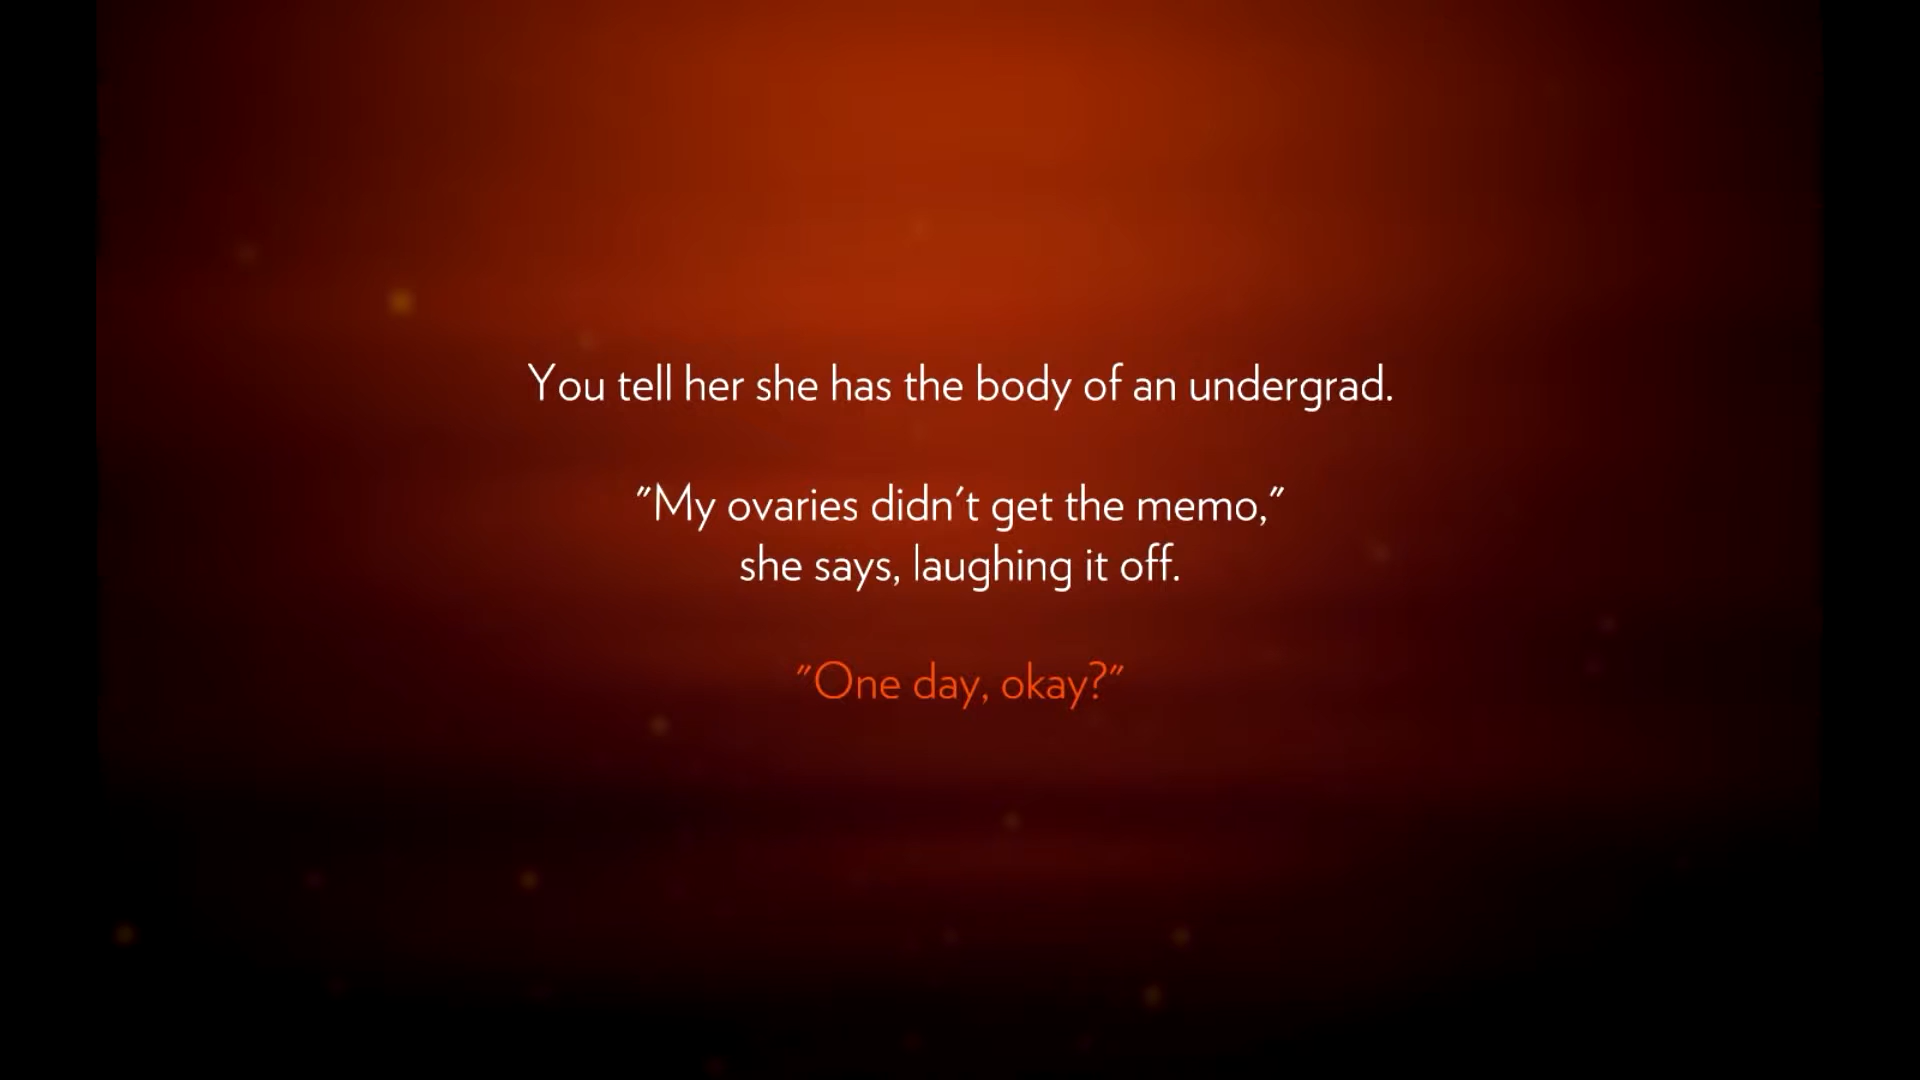 You tell her she has the body of an undergrad.
"My ovaries didn't get the memo,"
she says, laughing it off.
"One day, okay?"